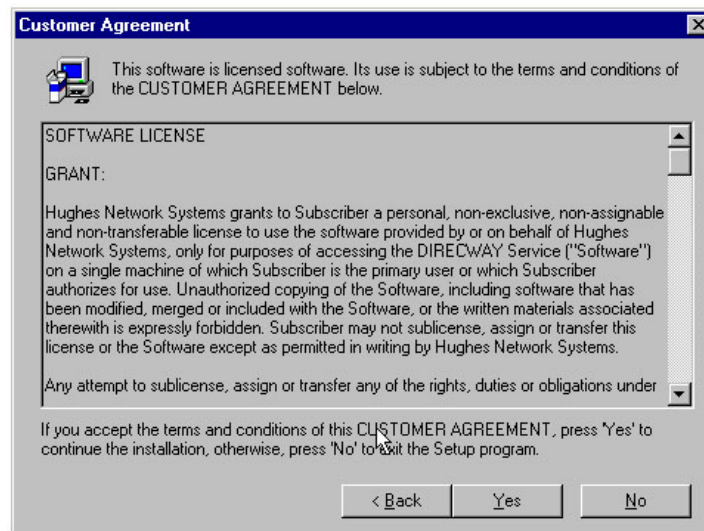 Customer Agreement
This software is licensed software. Its use is subject to the terms and conditions of
the CUSTOMER AGREEMENT below.
SOFTWARE LICENSE
GRANT:
Hughes Network Systems grants to Subscriber a personal, non-exclusive, non-assignable
and non-transferable license to use the software provided by or on behalf of Hughes
Network Systems, only for purposes of accessing the DIRECWAY Service ("Software")
on a single machine of which Subscriber is the primary user or which Subscriber
authorizes for use. Unauthorized copying of the Software, including software that has
been modified, merged or included with the Software, or the written materials associated
therewith is expressly forbidden. Subscriber may not sublicense, assign or transfer this
license or the Software except as permitted in writing by Hughes Network Systems.
Any attempt to sublicense, assign or transfer any of the rights, duties or obligations under
If you accept the terms and conditions of this CUSTOMER AGREEMENT, press 'Yes' to
continue the installation, otherwise, press 'No' to exit the Setup program.
< Back
Yes
No